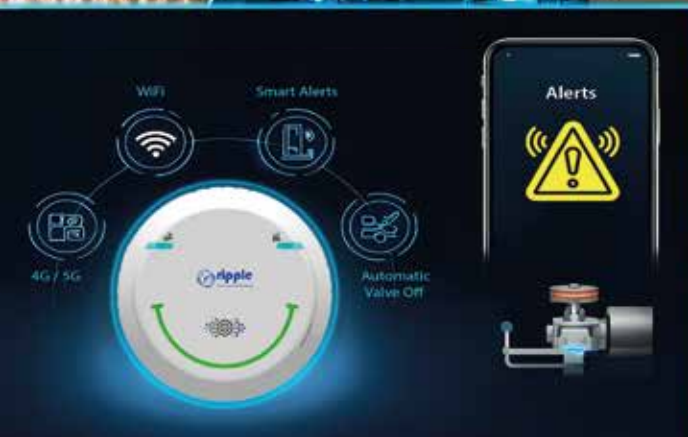 WiFi
Smart Alerts
Alerts
4G / 5G
ripple
Automatic
Valve Off